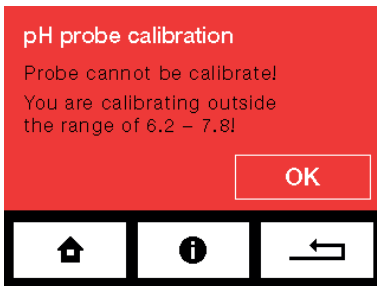 pH probe calibration
Probe cannot be calibrate!
You are calibrating outside
the range of 6.2 – 7.8!
OK